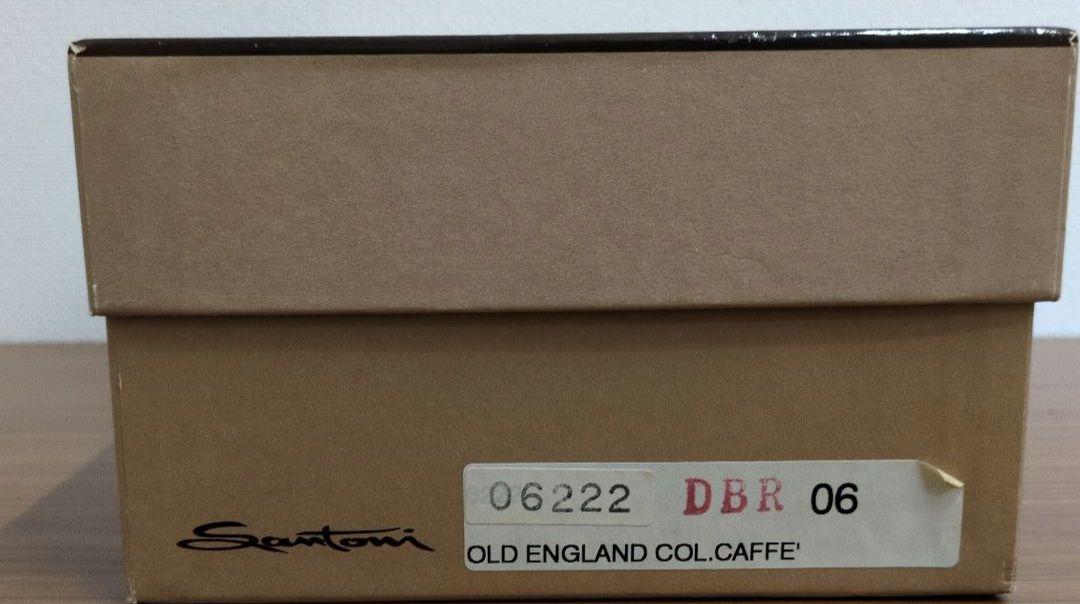 06222 DBR 06
Santoni
OLD ENGLAND COL.CAFFE'